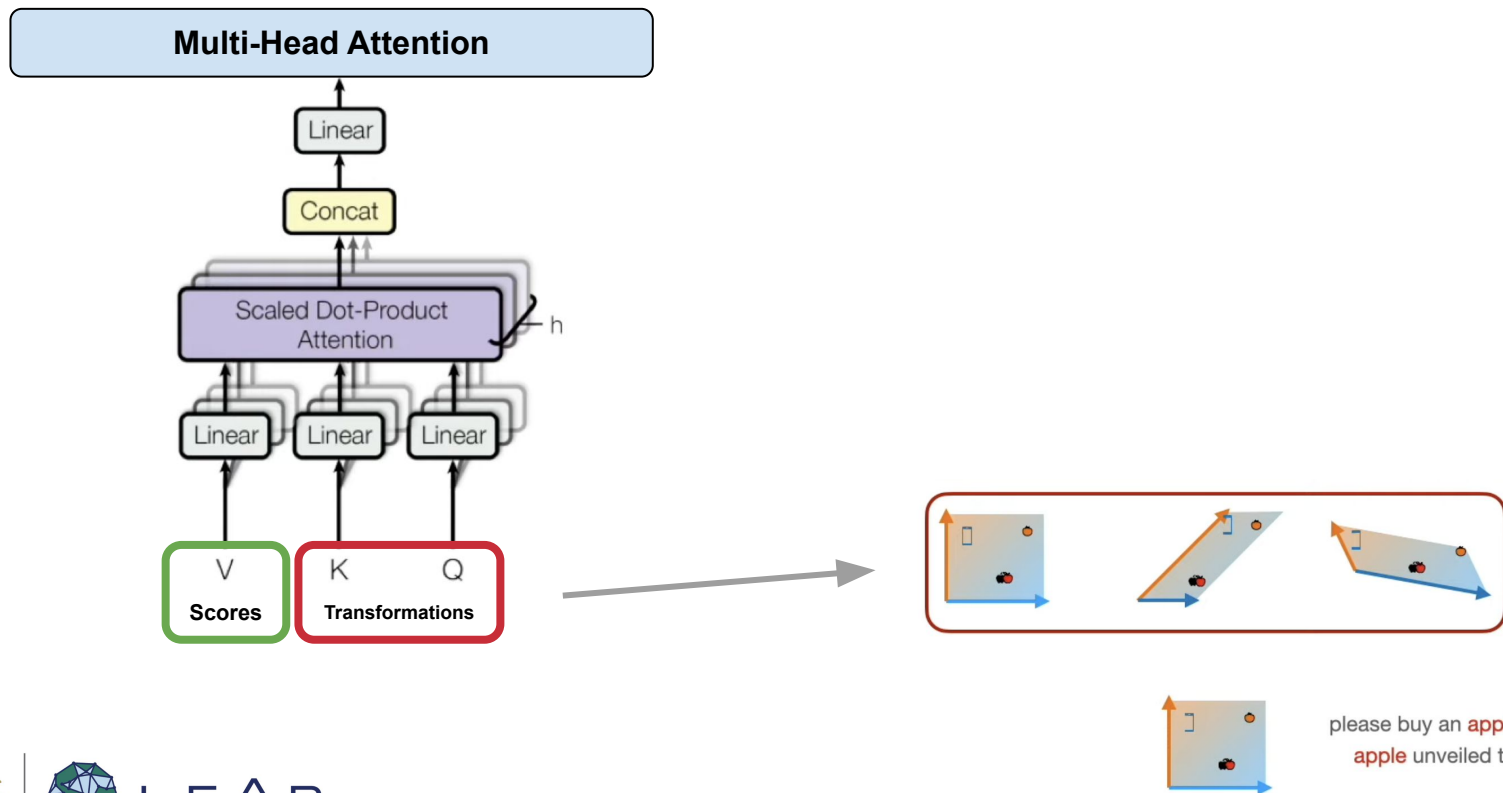 Multi-Head Attention
Linear
Concat
Scaled Dot-Product
Attention
h
Linear Linear Linear
V K Q
Scores Transformations
please buy an app
apple unveiled t